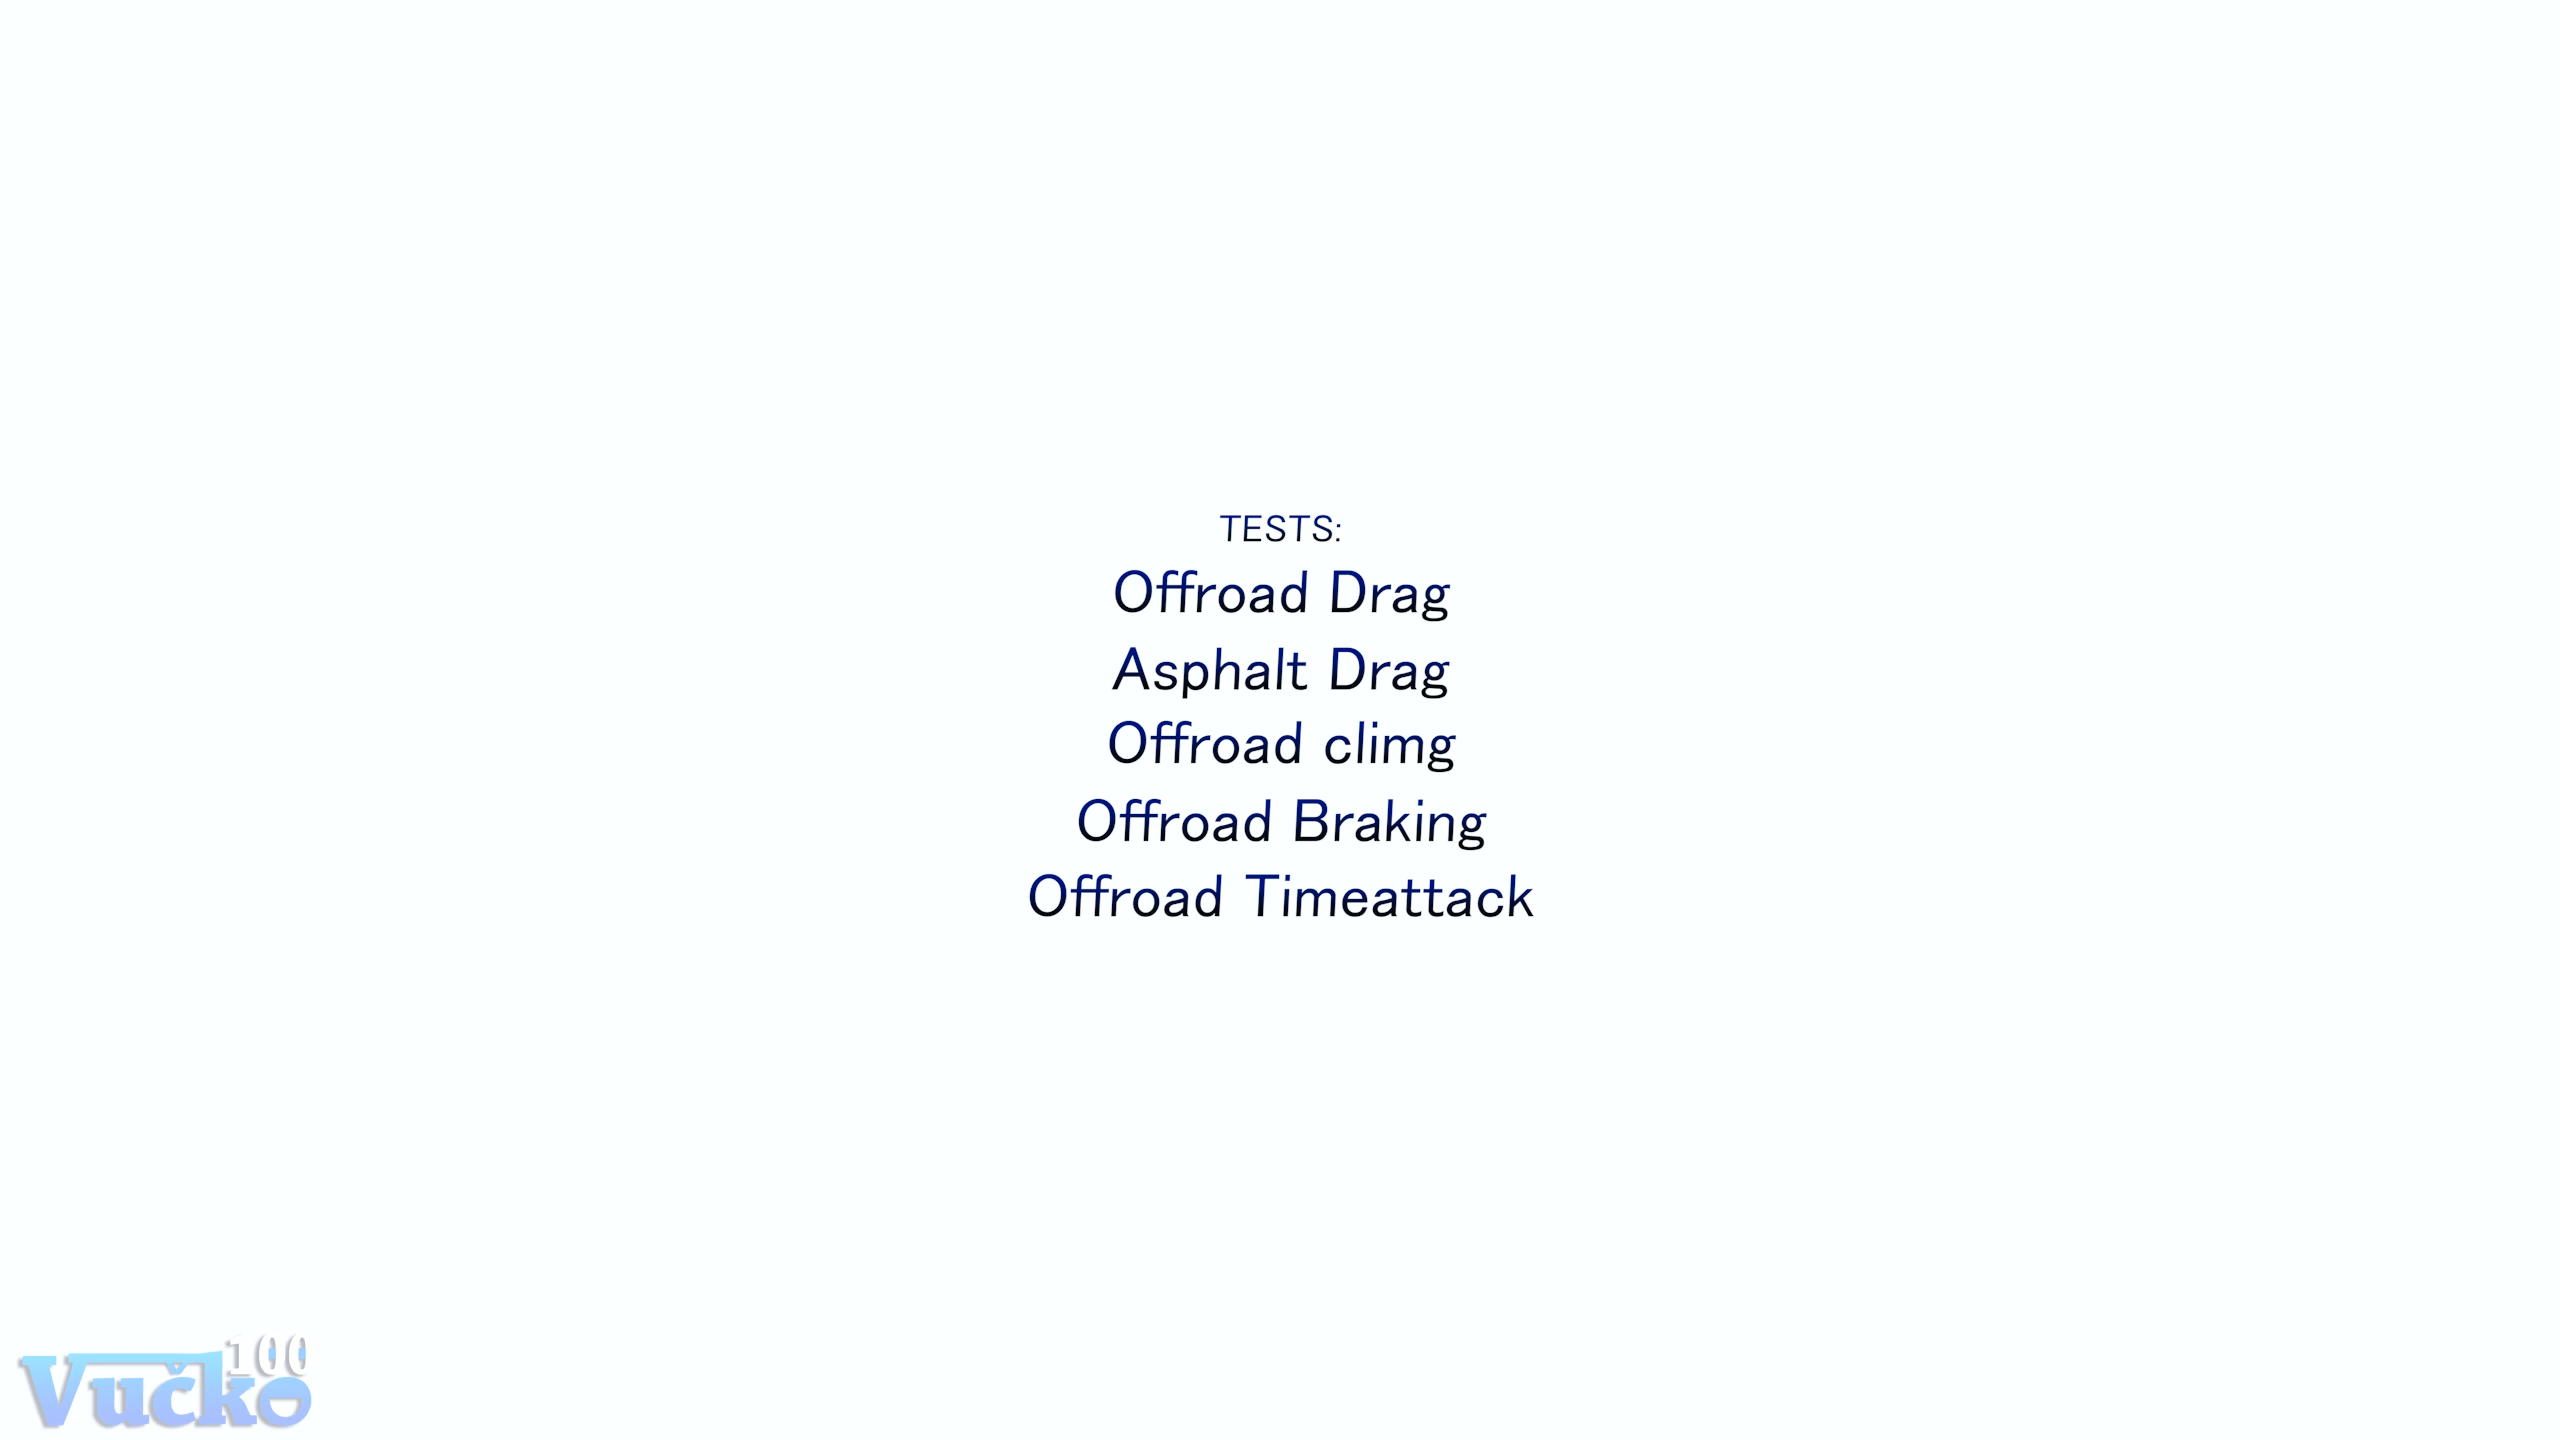 TESTS:
Offroad Drag
Asphalt Drag
Offroad climg
Offroad Braking
Offroad Timeattack
Vučko100